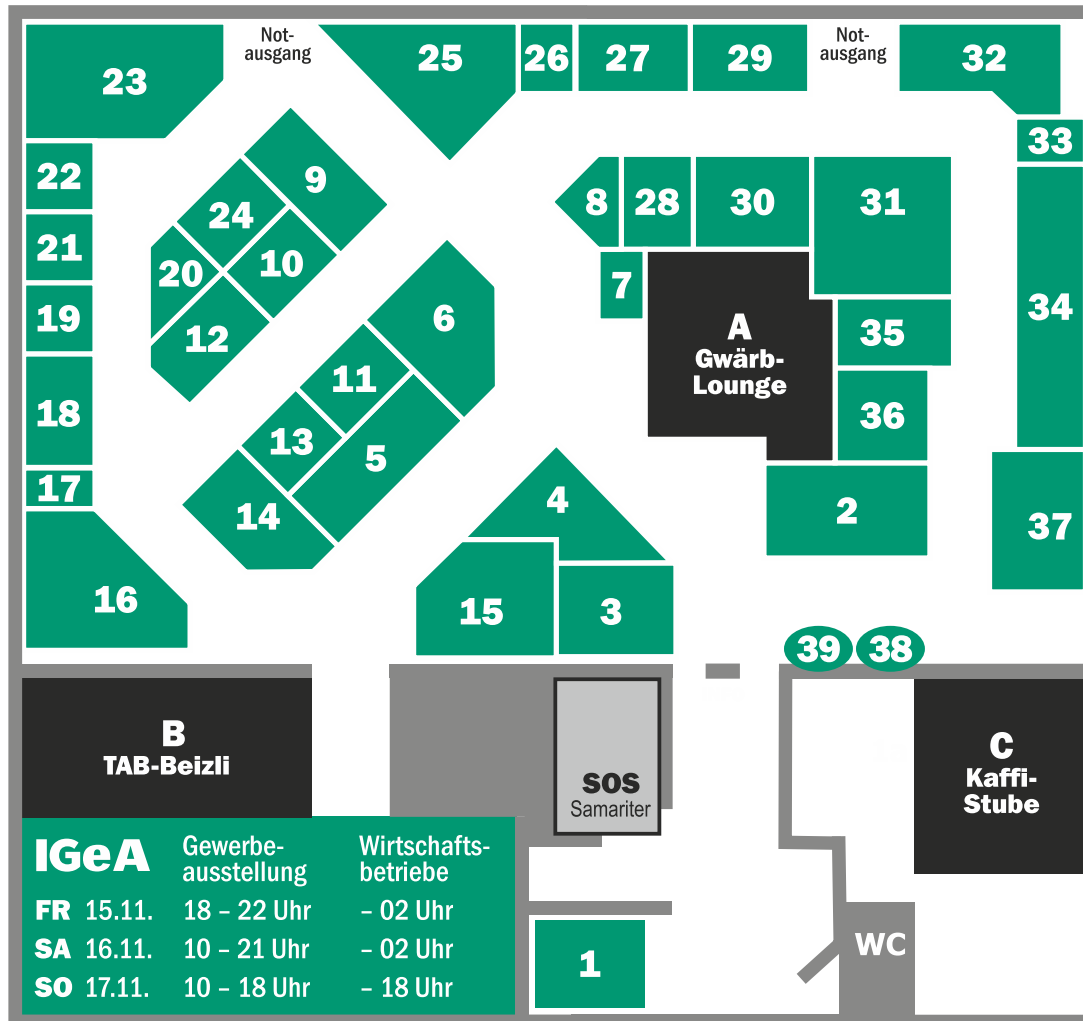 Not-
ausgang
Not-
ausgang
23
25
26
27
29
32
33
22
9
24
8
28
30
31
21
20
10
7
34
19
12
6
A
Gwärb-
Lounge
35
18
11
36
13
5
17
14
4
2
37
16
15
3
39
38
B
TAB-Beizli
SOS
Samariter
C
Kaffi-
Stube
IGeA
Gewerbe-
ausstellung
Wirtschafts-
betriebe
FR 15.11. 18 – 22 Uhr – 02 Uhr
SA 16.11. 10 – 21 Uhr – 02 Uhr
SO 17.11. 10 – 18 Uhr – 18 Uhr
1
WC